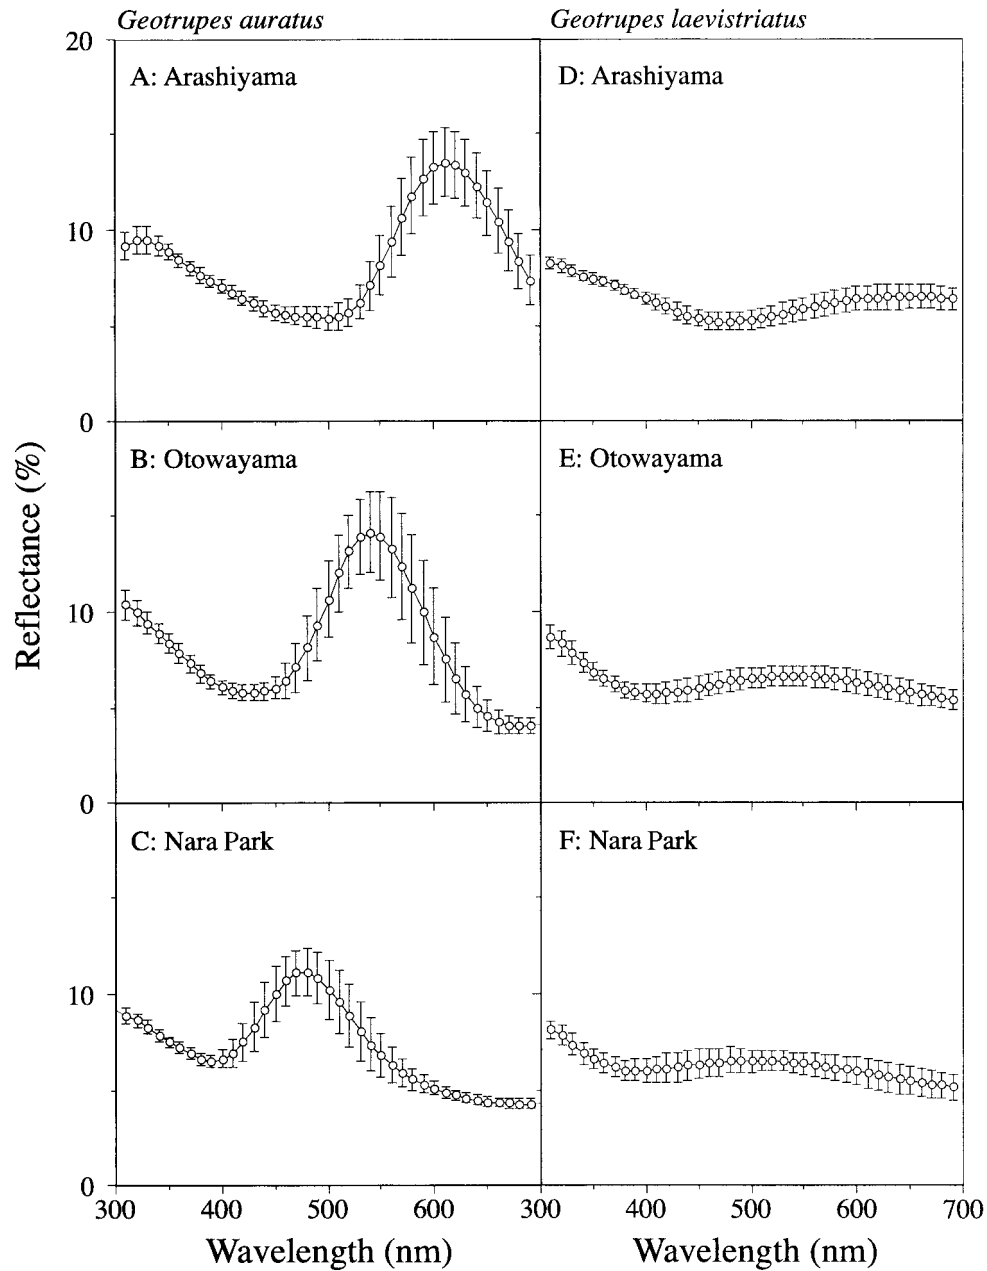 Geotrupes auratus
Geotrupes laevistriatus
20
A: Arashiyama
D: Arashiyama
10
0
B: Otowayama
E: Otowayama
Reflectance (%)
10
0
C: Nara Park
F: Nara Park
10
0
300 400 500 600 300 400 500 600 700
Wavelength (nm)
Wavelength (nm)